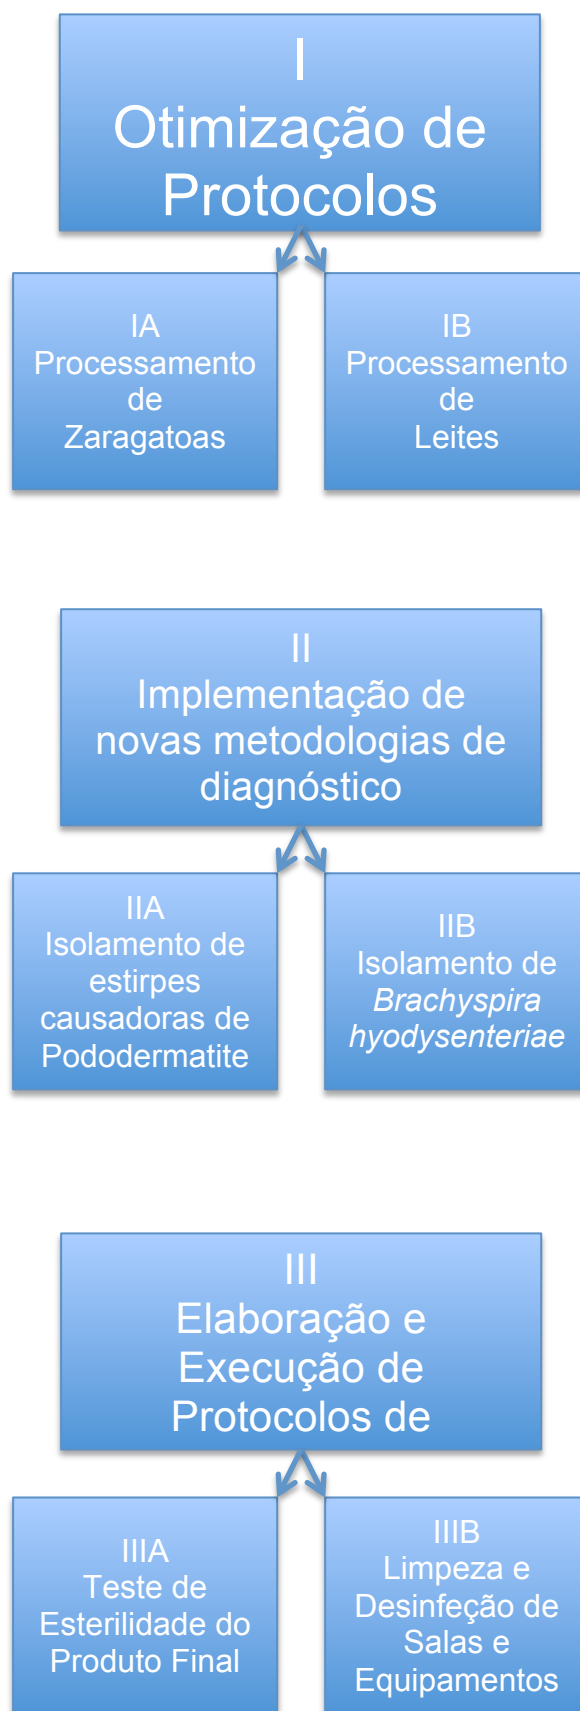 I
Otimização de
Protocolos
IA
Processamento
de
Zaragatoas
IB
Processamento
de
Leites
II
Implementação de
novas metodologias de
diagnóstico
IIA
Isolamento de
estirpes
causadoras de
Pododermatite
IIB
Isolamento de
Brachyspira
hyodysenteriae
III
Elaboração e
Execução de
Protocolos de
IIIA
Teste de
Esterilidade do
Produto Final
IIIB
Limpeza e
Desinfeção de
Salas e
Equipamentos